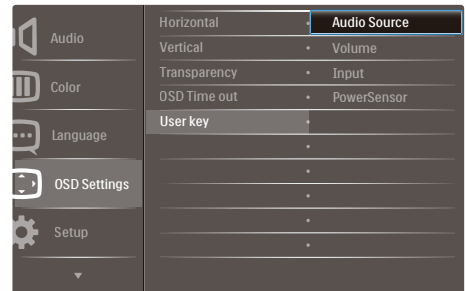 Audio
Color
Language
OSD Settings
Setup
Horizontal
Vertical
Transparency
OSD Time out
User key
Audio Source
Volume
Input
PowerSensor